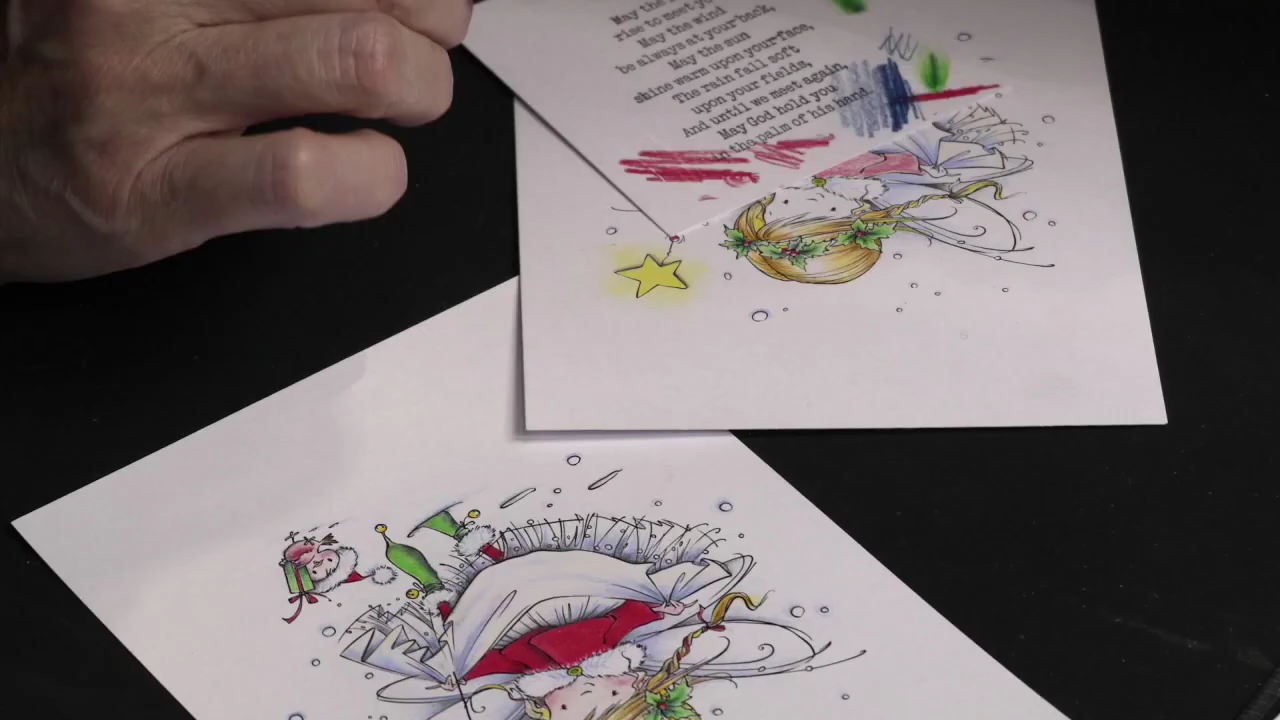 May the
rise to meet yo
May the wind
be always at your back,
May the sun
shine warm upon your face,
The rain fall soft
upon your fields,
And until we meet again,
May God hold you
in the palm of his hand.